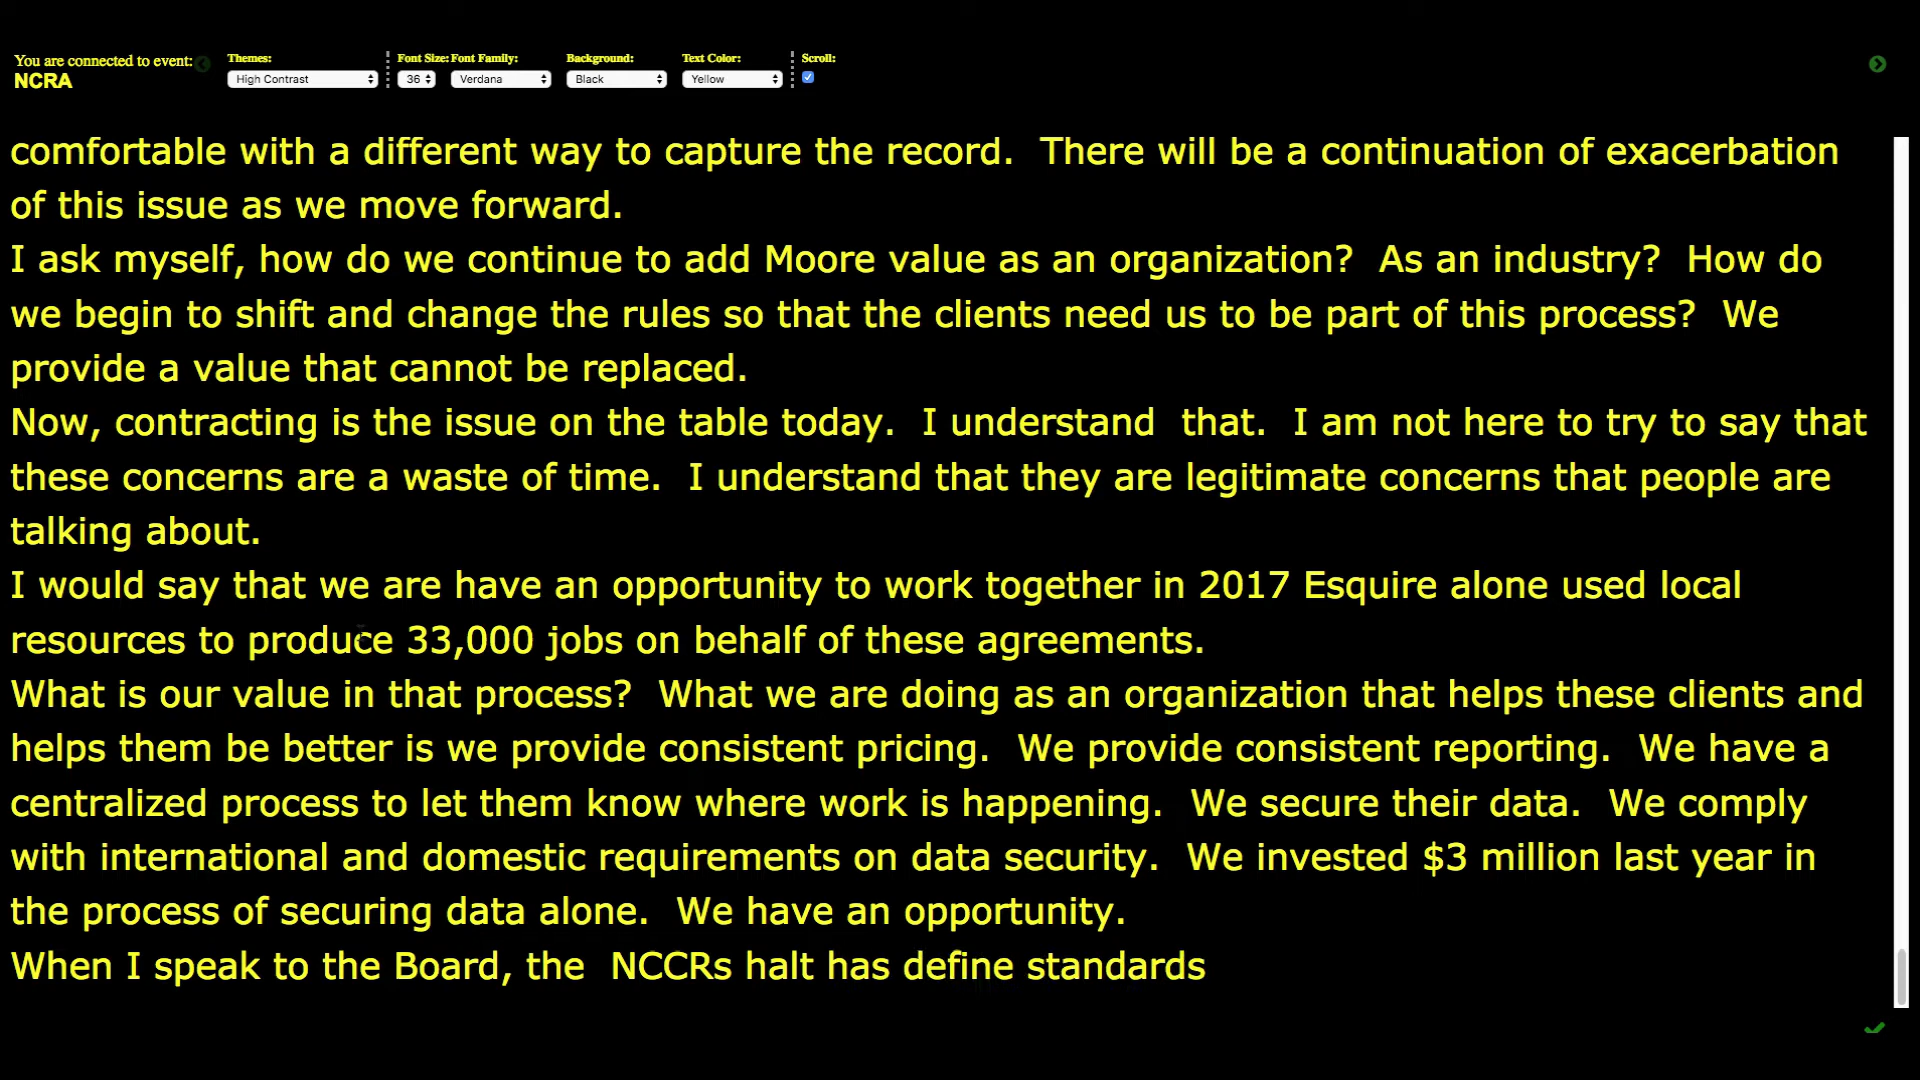 You are connected to event:
NCRA
Themes:
High Contrast
Font Size:
36
Font Family:
Verdana
Background:
Black
Text Color:
Yellow
Scroll:
comfortable with a different way to capture the record.  There will be a continuation of exacerbation
of this issue as we move forward.
I ask myself, how do we continue to add Moore value as an organization?  As an industry?  How do
we begin to shift and change the rules so that the clients need us to be part of this process?  We
provide a value that cannot be replaced.
Now, contracting is the issue on the table today.  I understand  that.  I am not here to try to say that
these concerns are a waste of time.  I understand that they are legitimate concerns that people are
talking about.
I would say that we are have an opportunity to work together in 2017 Esquire alone used local
resources to produce 33,000 jobs on behalf of these agreements.
What is our value in that process?  What we are doing as an organization that helps these clients and
helps them be better is we provide consistent pricing.  We provide consistent reporting.  We have a
centralized process to let them know where work is happening.  We secure their data.  We comply
with international and domestic requirements on data security.  We invested $3 million last year in
the process of securing data alone.  We have an opportunity.
When I speak to the Board, the  NCCRs halt has define standards